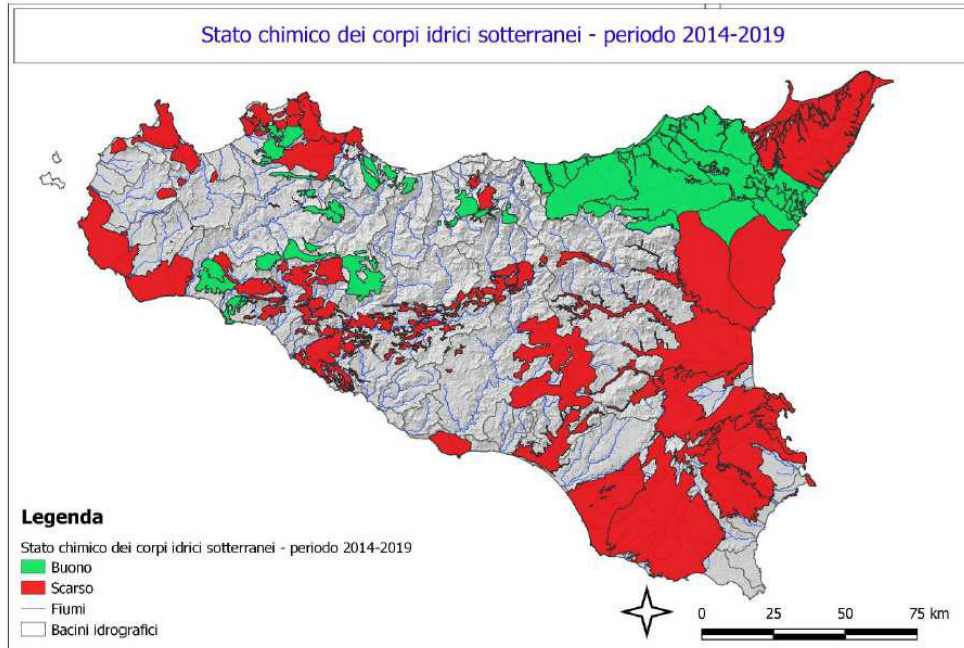 Stato chimico dei corpi idrici sotterranei - periodo 2014-2019
Legenda
Stato chimico dei corpi idrici sotterranei - periodo 2014-2019
Buono
Scarso
Fiumi
Bacini idrografici
0 25 50 75 km